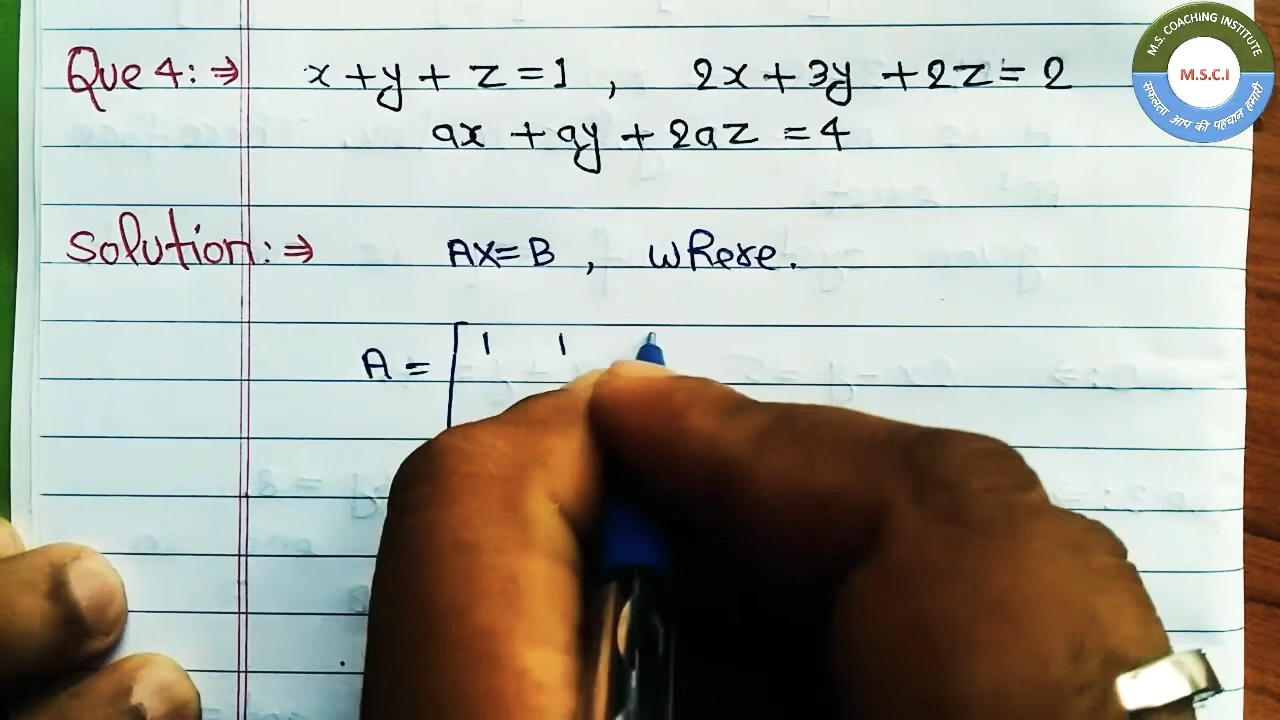 Que 4:⇒ x + y + z = 1 , 2x + 3y + 2z = 2
ax + ay + 2az = 4
Solution:⇒ AX = B , where.
A = [ 1 1
M.S. COACHING INSTITUTE
M.S.C.I
सफलता आप की पहचान हमारी